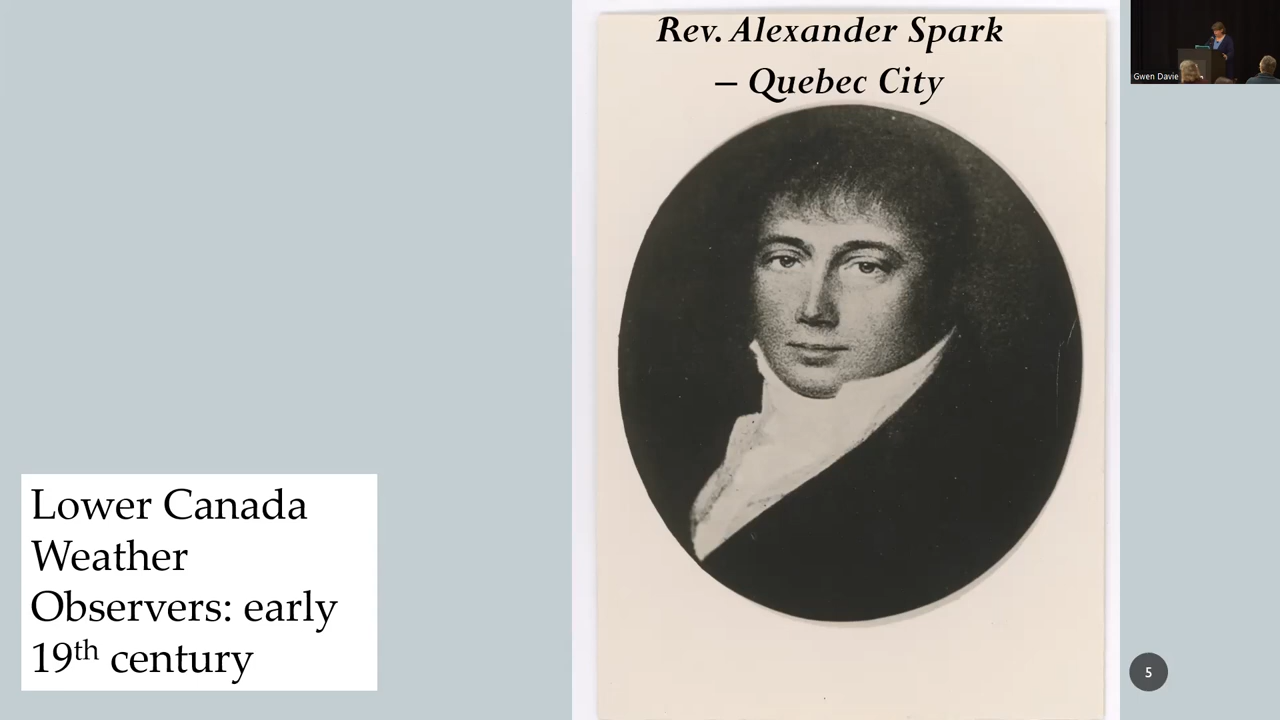 Rev. Alexander Spark
– Quebec City
Gwen Davie
Lower Canada
Weather
Observers: early
19th century
5